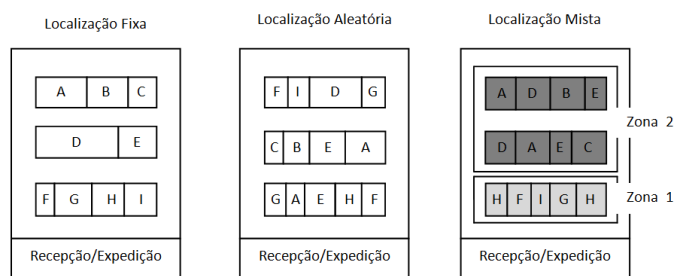 Localização Fixa
A B C
D E
F G H I
Recepção/Expedição
Localização Aleatória
F I D G
C B E A
G A E H F
Recepção/Expedição
Localização Mista
A D B E
D A E C
Zona 2
H F I G H
Zona 1
Recepção/Expedição